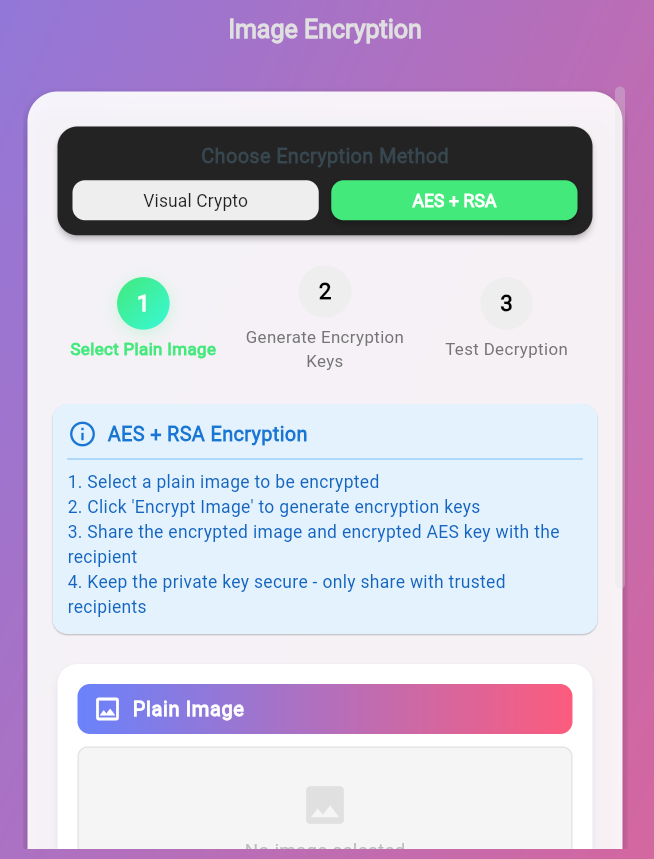 Image Encryption
Choose Encryption Method
Visual Crypto
AES + RSA
1
Select Plain Image
2
Generate Encryption
Keys
3
Test Decryption
AES + RSA Encryption
1. Select a plain image to be encrypted
2. Click 'Encrypt Image' to generate encryption keys
3. Share the encrypted image and encrypted AES key with the
recipient
4. Keep the private key secure - only share with trusted
recipients
Plain Image
No image selected